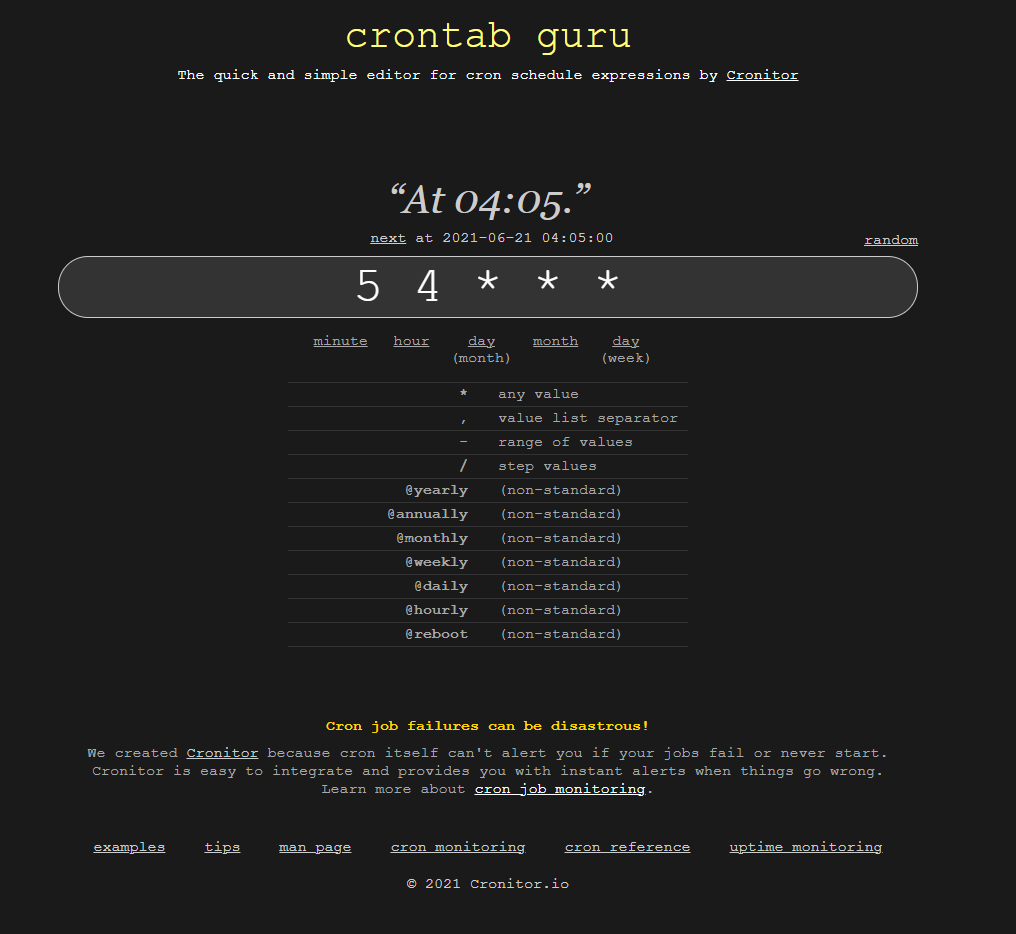 crontab guru
The quick and simple editor for cron schedule expressions by Cronitor
“At 04:05.”
next at 2021-06-21 04:05:00
random
5 4 * * *
minute hour day month day
(month) (week)
* any value
, value list separator
- range of values
/ step values
@yearly (non-standard)
@annually (non-standard)
@monthly (non-standard)
@weekly (non-standard)
@daily (non-standard)
@hourly (non-standard)
@reboot (non-standard)
Cron job failures can be disastrous!
We created Cronitor because cron itself can't alert you if your jobs fail or never start.
Cronitor is easy to integrate and provides you with instant alerts when things go wrong.
Learn more about cron job monitoring.
examples tips man page cron monitoring cron reference uptime monitoring
© 2021 Cronitor.io